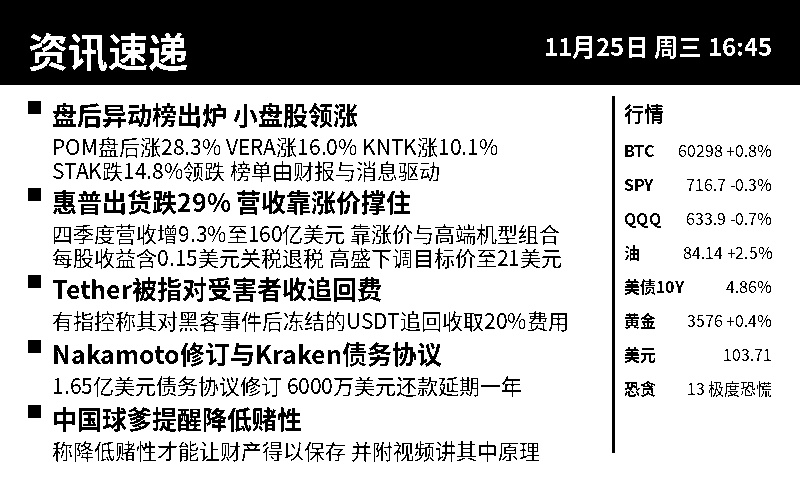 资讯速递
11月25日 周三 16:45
盘后异动榜出炉 小盘股领涨
POM盘后涨28.3% VERA涨16.0% KNTK涨10.1%
STAK跌14.8%领跌 榜单由财报与消息驱动
惠普出货跌29% 营收靠涨价撑住
四季度营收增9.3%至160亿美元 靠涨价与高端机型组合
每股收益含0.15美元关税退税 高盛下调目标价至21美元
Tether被指对受害者收追回费
有指控称其对黑客事件后冻结的USDT追回收取20%费用
Nakamoto修订与Kraken债务协议
1.65亿美元债务协议修订 6000万美元还款延期一年
中国球爹提醒降低赌性
称降低赌性才能让财产得以保存 并附视频讲其中原理
行情
BTC 60298 +0.8%
SPY 716.7 -0.3%
QQQ 633.9 -0.7%
油 84.14 +2.5%
美债10Y 4.86%
黄金 3576 +0.4%
美元 103.71
恐贪 13 极度恐慌